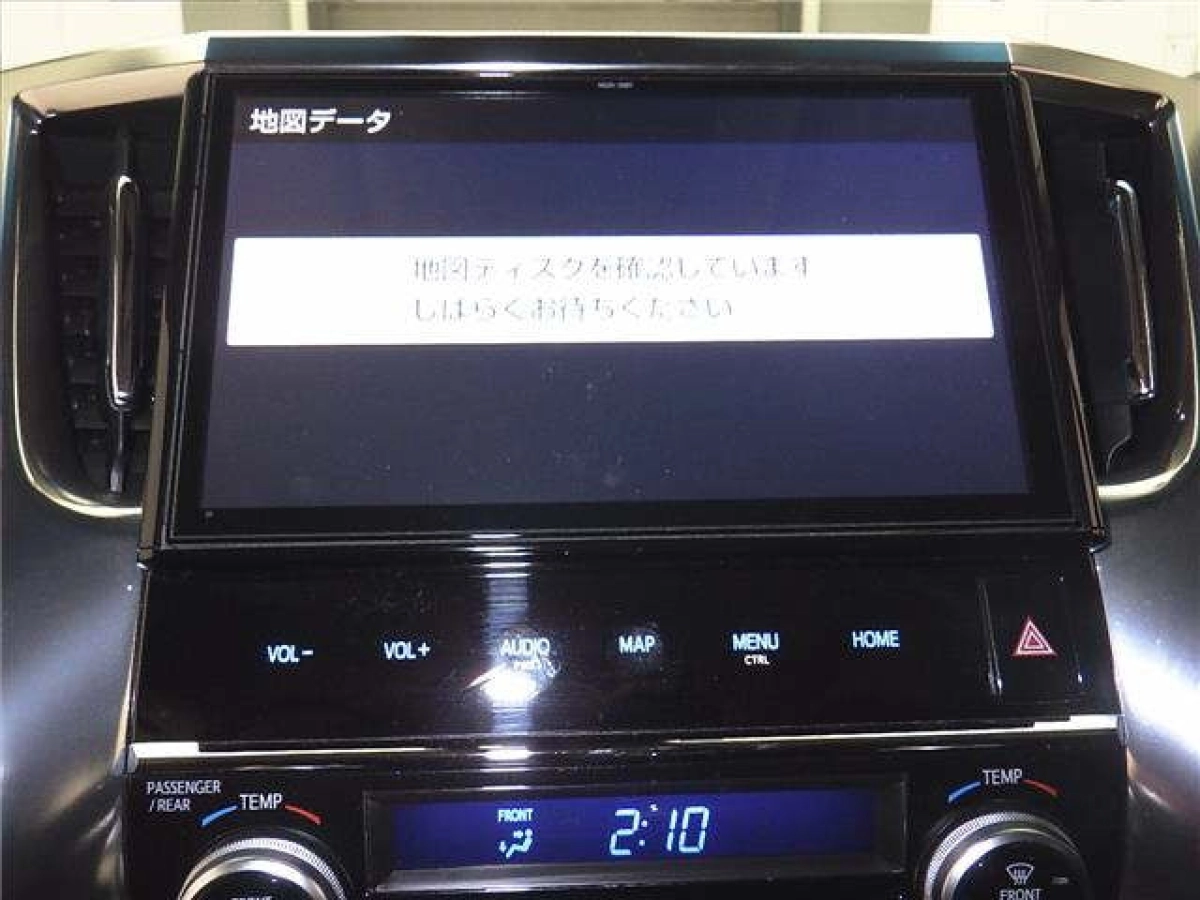 地図データ
地図ディスクを確認しています
しばらくお待ちください
VOL−
VOL+
AUDIO
MAP
MENU
CTRL
HOME
PASSENGER
/REAR
TEMP
FRONT
2:10
TEMP
FRONT
FRONT